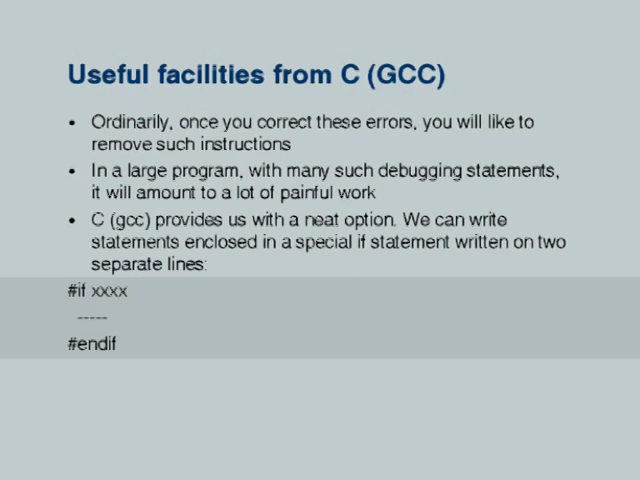 Useful facilities from C (GCC)
• Ordinarily, once you correct these errors, you will like to
remove such instructions
• In a large program, with many such debugging statements,
it will amount to a lot of painful work
• C (gcc) provides us with a neat option. We can write
statements enclosed in a special if statement written on two
separate lines:
#if xxxx
-----
#endif